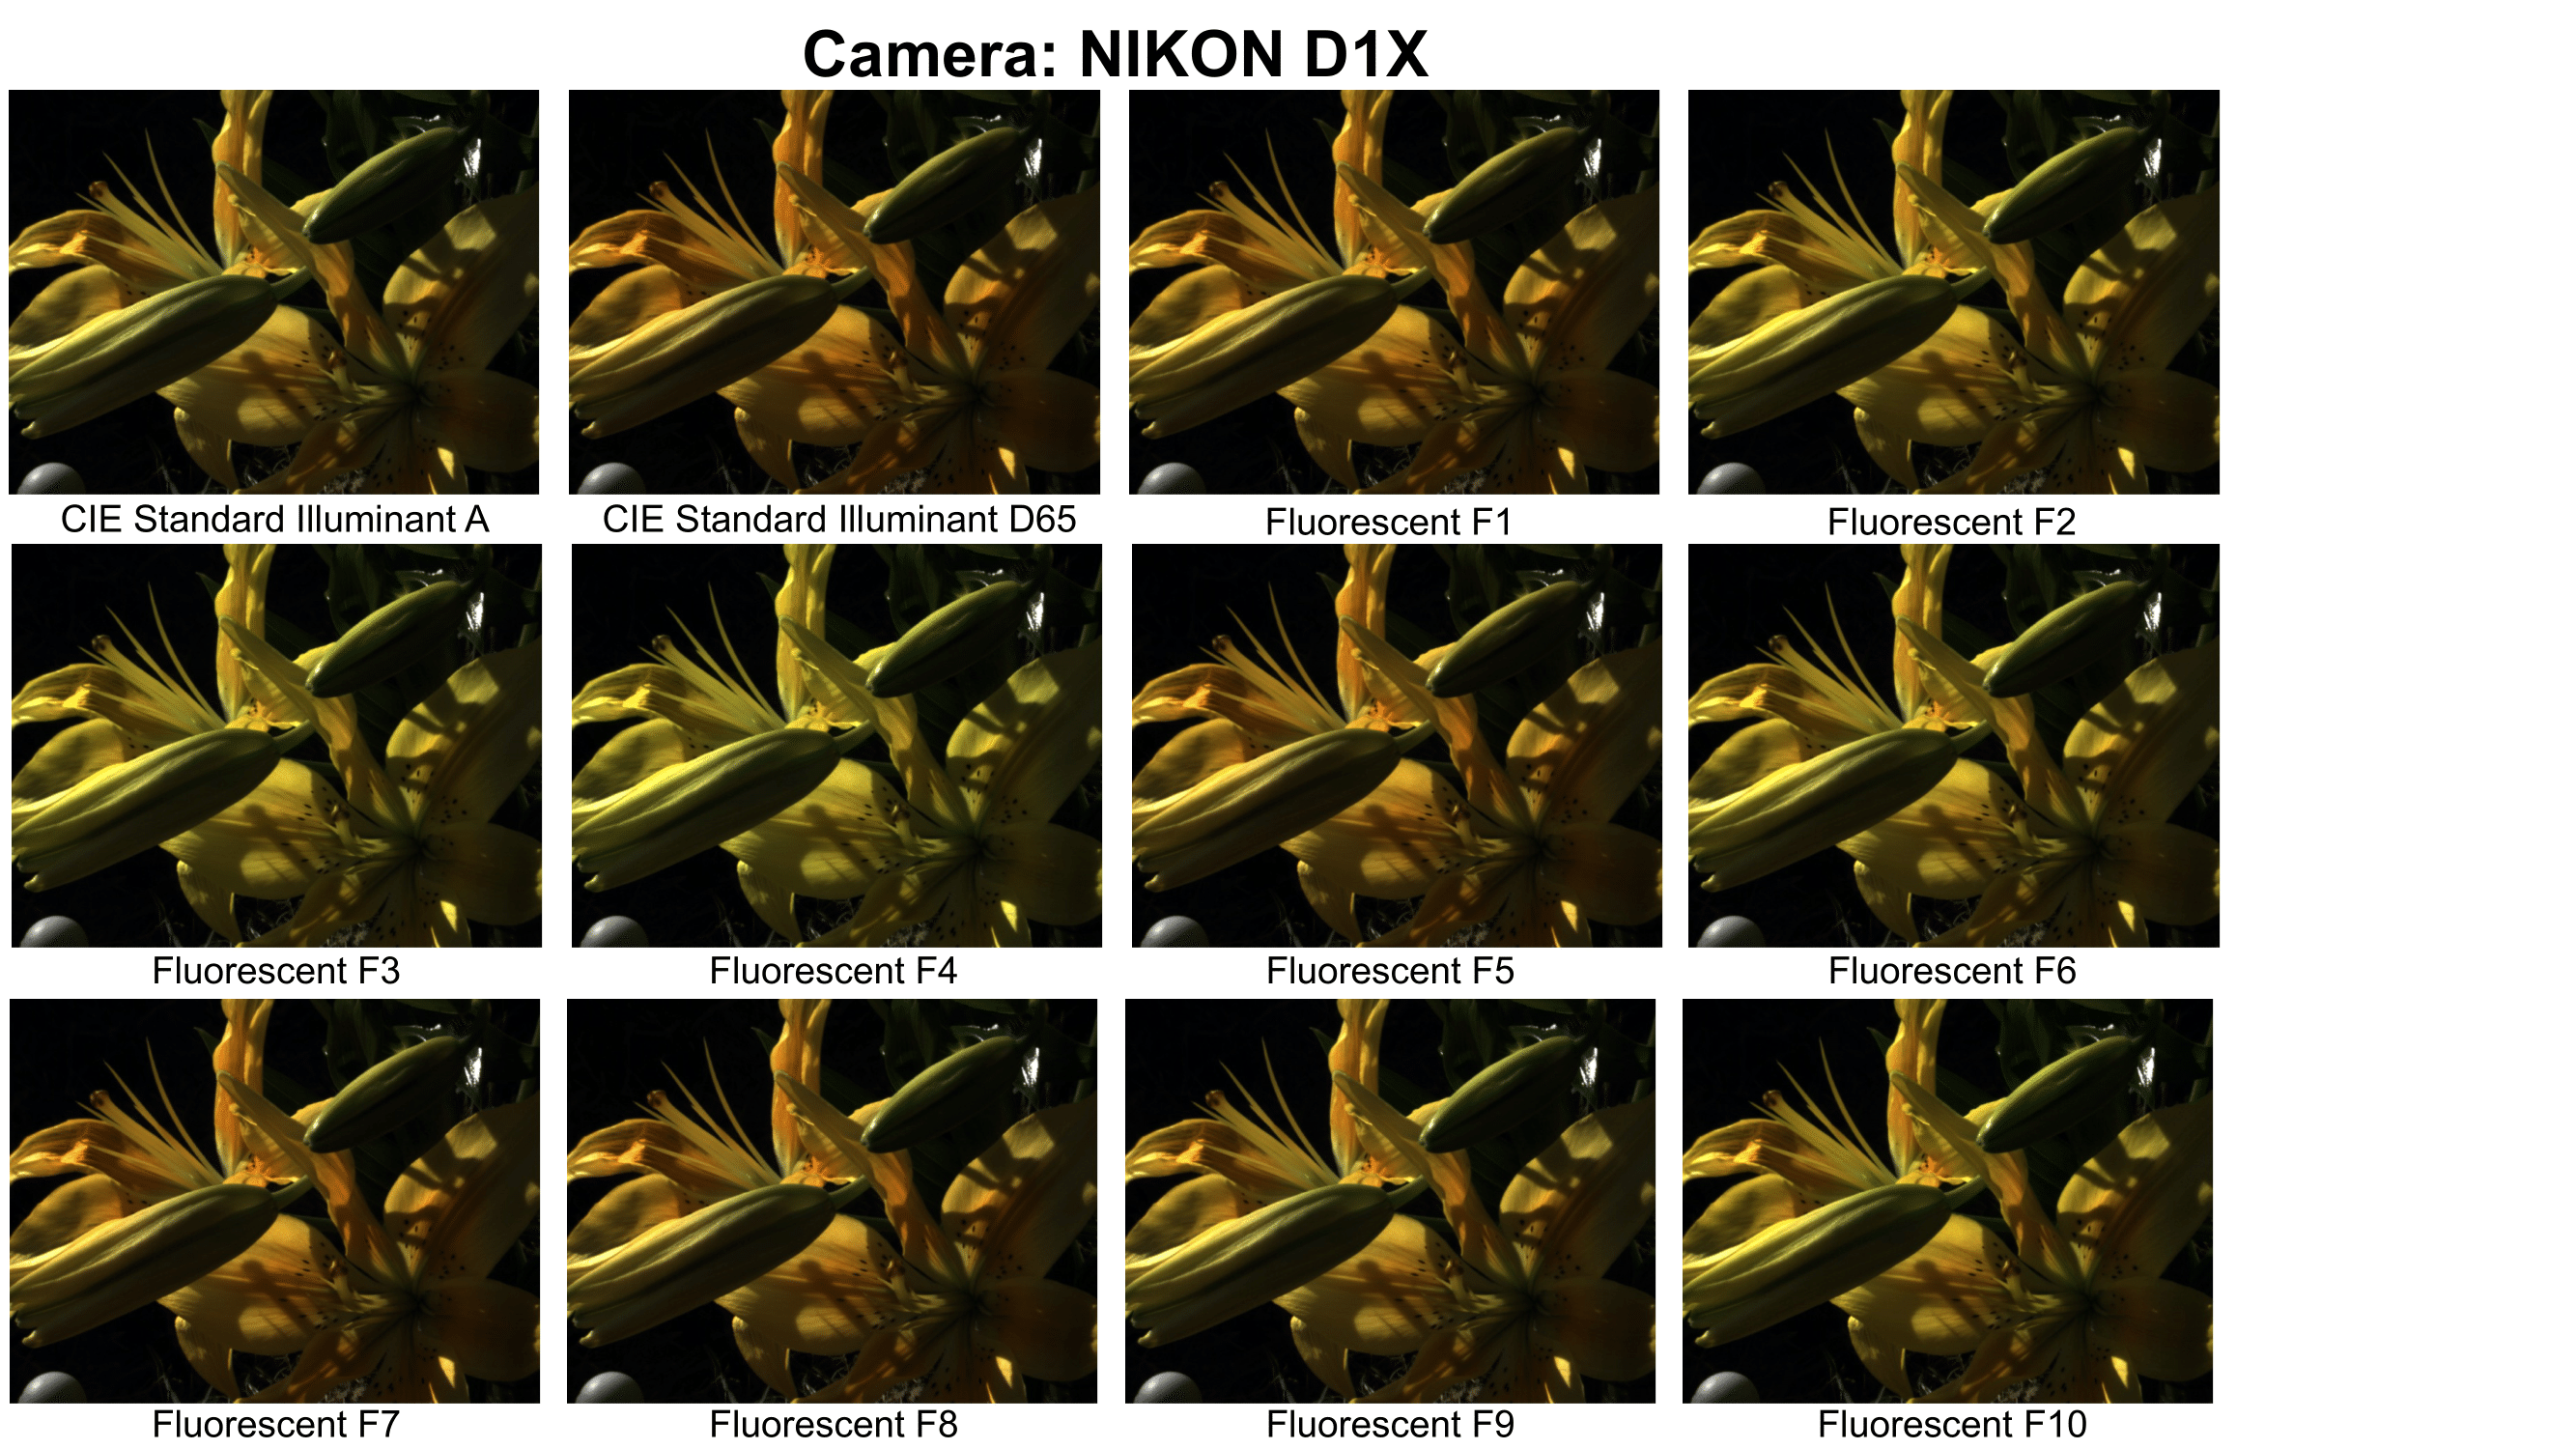 Camera: NIKON D1X
CIE Standard Illuminant A
CIE Standard Illuminant D65
Fluorescent F1
Fluorescent F2
Fluorescent F3
Fluorescent F4
Fluorescent F5
Fluorescent F6
Fluorescent F7
Fluorescent F8
Fluorescent F9
Fluorescent F10